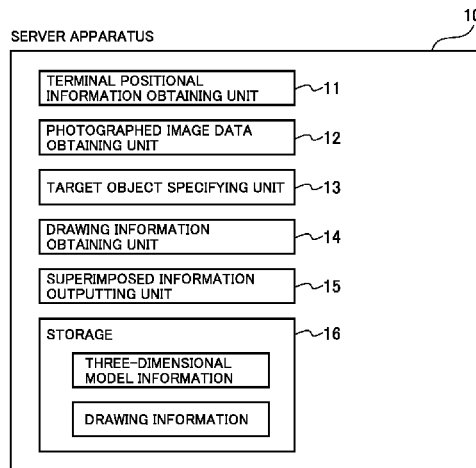 10
SERVER APPARATUS
TERMINAL POSITIONAL
INFORMATION OBTAINING UNIT
11
PHOTOGRAPHED IMAGE DATA
OBTAINING UNIT
12
TARGET OBJECT SPECIFYING UNIT
13
DRAWING INFORMATION
OBTAINING UNIT
14
SUPERIMPOSED INFORMATION
OUTPUTTING UNIT
15
STORAGE
16
THREE-DIMENSIONAL
MODEL INFORMATION
DRAWING INFORMATION